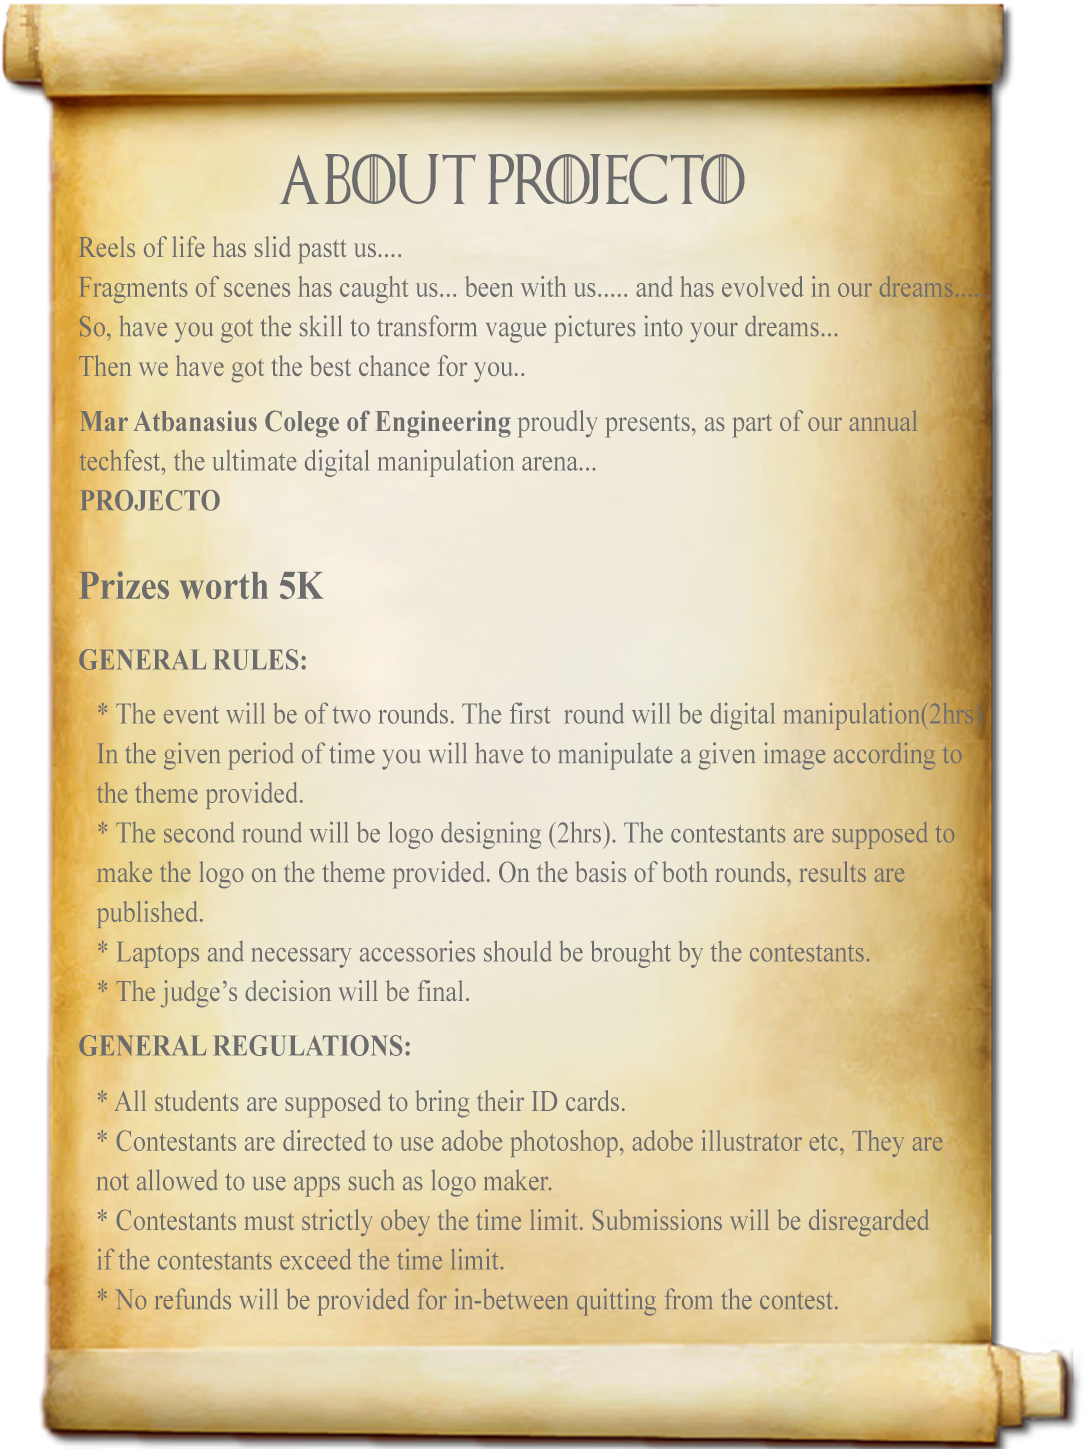 ABOUT PROJECTO
Reels of life has slid pastt us....
Fragments of scenes has caught us... been with us..... and has evolved in our dreams.....
So, have you got the skill to transform vague pictures into your dreams...
Then we have got the best chance for you..
Mar Atbanasius Colege of Engineering proudly presents, as part of our annual
techfest, the ultimate digital manipulation arena...
PROJECTO
Prizes worth 5K
GENERAL RULES:
* The event will be of two rounds. The first  round will be digital manipulation(2hrs)
In the given period of time you will have to manipulate a given image according to
the theme provided.
* The second round will be logo designing (2hrs). The contestants are supposed to
make the logo on the theme provided. On the basis of both rounds, results are
published.
* Laptops and necessary accessories should be brought by the contestants.
* The judge’s decision will be final.
GENERAL REGULATIONS:
* All students are supposed to bring their ID cards.
* Contestants are directed to use adobe photoshop, adobe illustrator etc, They are
not allowed to use apps such as logo maker.
* Contestants must strictly obey the time limit. Submissions will be disregarded
if the contestants exceed the time limit.
* No refunds will be provided for in-between quitting from the contest.